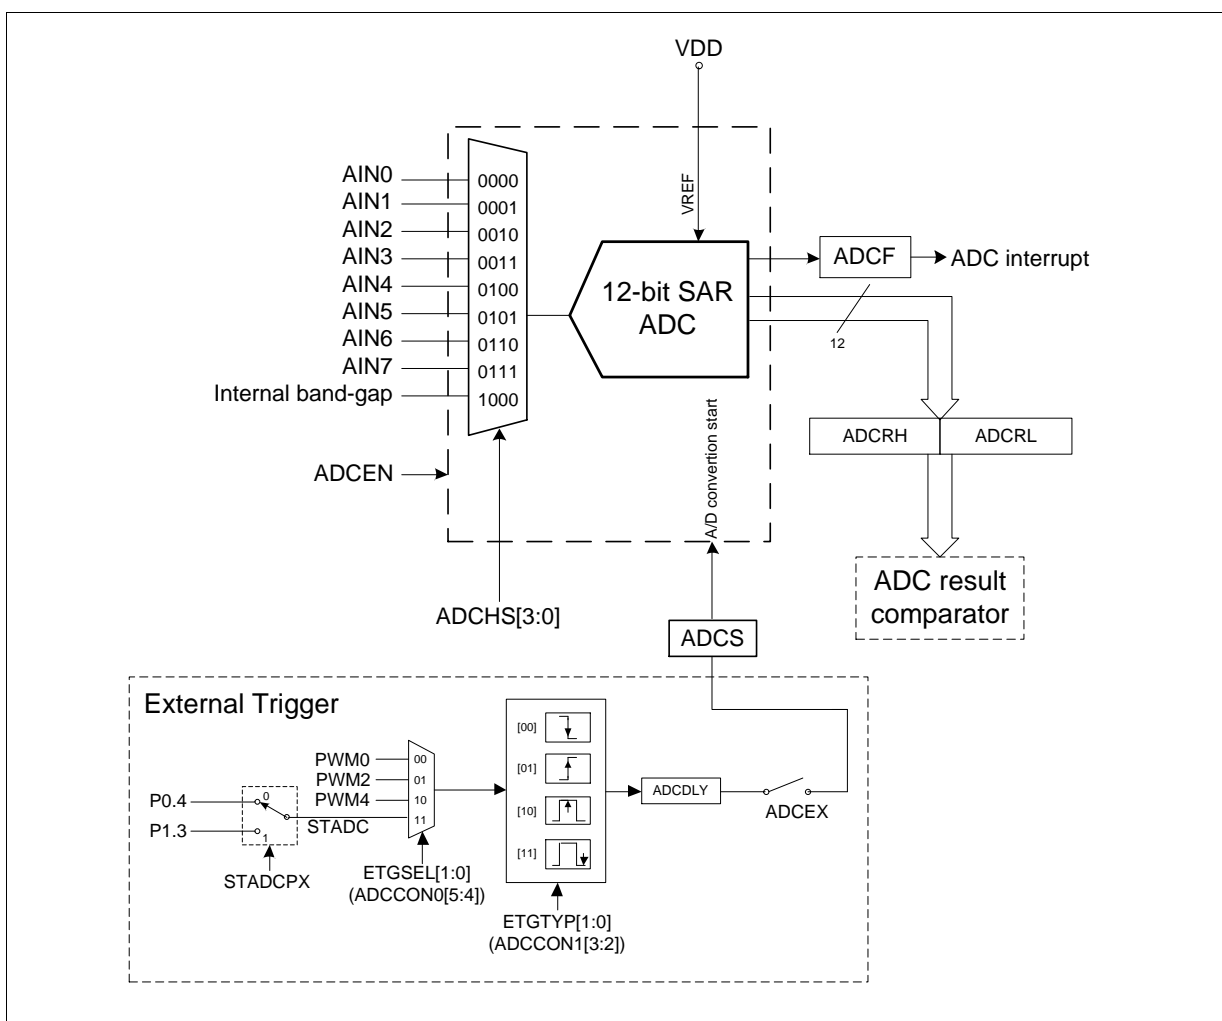 VDD
AIN0
AIN1
AIN2
AIN3
AIN4
AIN5
AIN6
AIN7
Internal band-gap
0000
0001
0010
0011
0100
0101
0110
0111
1000
VREF
12-bit SAR
ADC
ADCF
ADC interrupt
12
ADCRH
ADCRL
ADC result
comparator
ADCEN
A/D convertion start
ADCHS[3:0]
ADCS
External Trigger
P0.4
P1.3
0
1
STADCPX
PWM0
PWM2
PWM4
STADC
00
01
10
11
ETGSEL[1:0]
(ADCCON0[5:4])
[00]
[01]
[10]
[11]
ETGTYP[1:0]
(ADCCON1[3:2])
ADCDLY
ADCEX